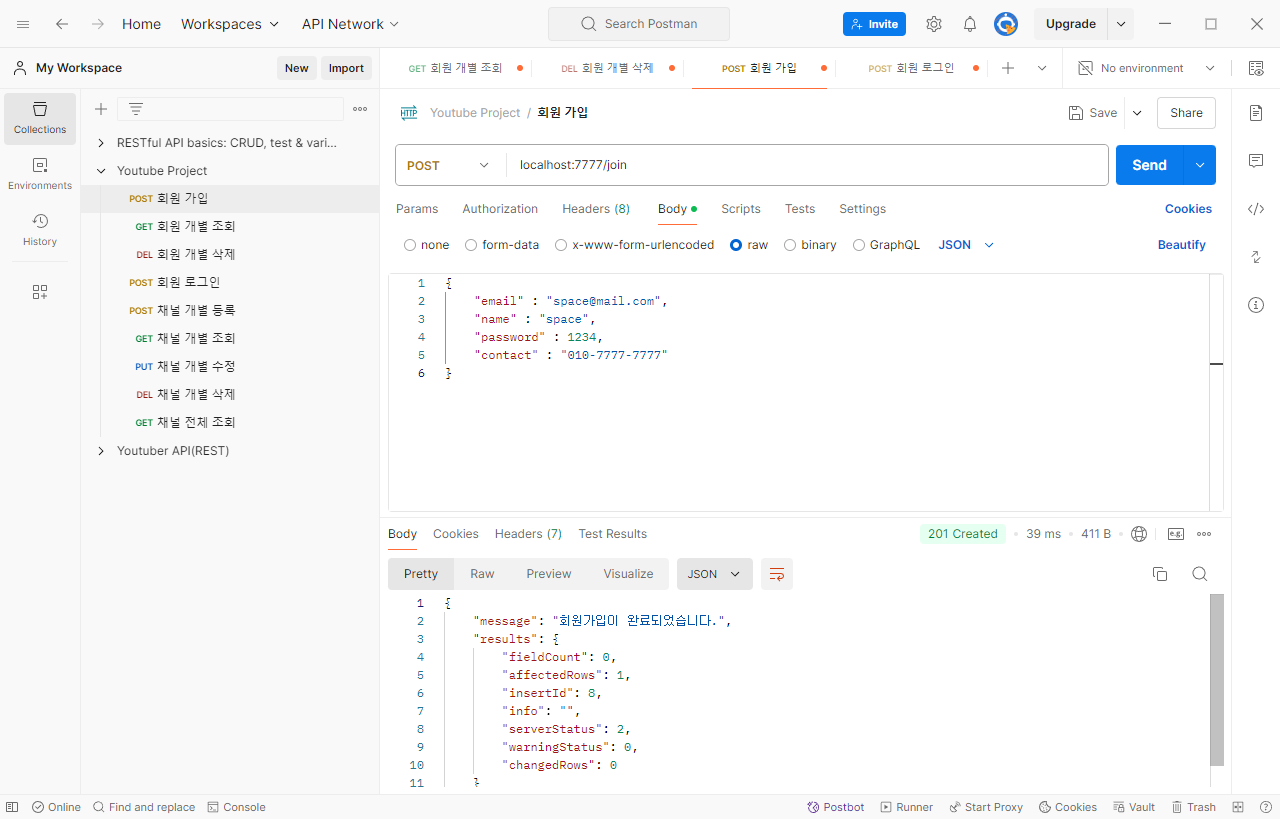 Home Workspaces API Network Search Postman Invite Upgrade
My Workspace New Import GET 회원 개별 조회 DEL 회원 개별 삭제 POST 회원 가입 POST 회원 로그인 No environment
Collections
Environments
History
RESTful API basics: CRUD, test & vari...
Youtube Project
POST 회원 가입
GET 회원 개별 조회
DEL 회원 개별 삭제
POST 회원 로그인
POST 채널 개별 등록
GET 채널 개별 조회
PUT 채널 개별 수정
DEL 채널 개별 삭제
GET 채널 전체 조회
Youtuber API(REST)
HTTP Youtube Project / 회원 가입 Save Share
POST localhost:7777/join Send
Params Authorization Headers (8) Body Scripts Tests Settings Cookies
none form-data x-www-form-urlencoded raw binary GraphQL JSON Beautify
1 {
2 "email" : "space@mail.com",
3 "name" : "space",
4 "password" : 1234,
5 "contact" : "010-7777-7777"
6 }
Body Cookies Headers (7) Test Results 201 Created 39 ms 411 B e.g.
Pretty Raw Preview Visualize JSON
1 {
2 "message": "회원가입이 완료되었습니다.",
3 "results": {
4 "fieldCount": 0,
5 "affectedRows": 1,
6 "insertId": 8,
7 "info": "",
8 "serverStatus": 2,
9 "warningStatus": 0,
10 "changedRows": 0
11 }
Online Find and replace Console Postbot Runner Start Proxy Cookies Vault Trash